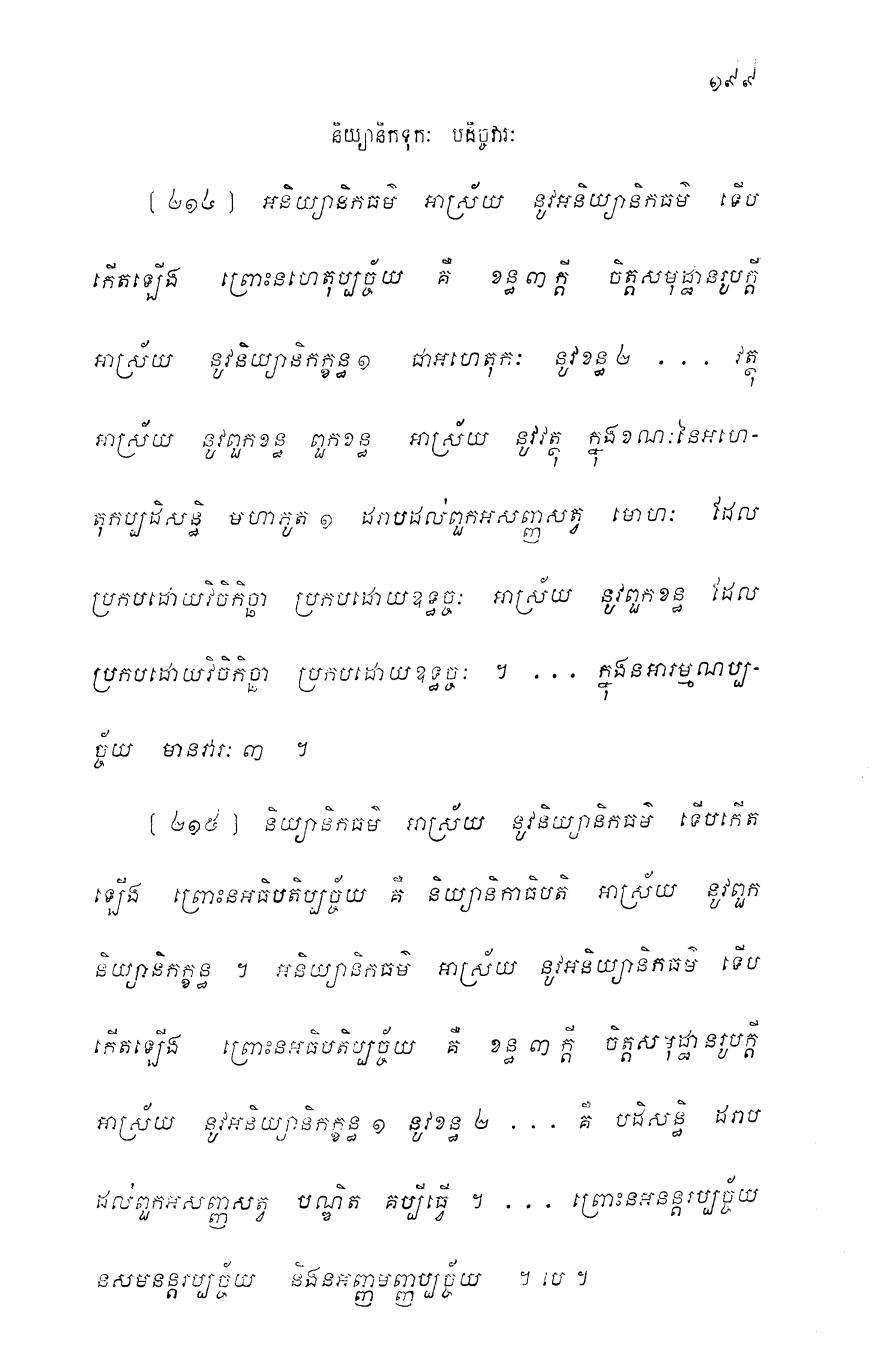 ១៩៩
និយ្យានិកទុកៈ បដិច្ចវារៈ
[ ២១៤ ] អនិយ្យានិកធម៌ អាស្រ័យ នូវអនិយ្យានិកធម៌ ទើប
កើតឡើង ព្រោះនហេតុប្បច្ច័យ គឺ ខន្ធ ៣ ក្តី ចិត្តសមុដ្ឋានរូបក្តី
អាស្រ័យ នូវនិយ្យានិកក្ខន្ធ ១ ជាអហេតុកៈ នូវខន្ធ ២ . . . វត្ថុ
អាស្រ័យ នូវពួកខន្ធ ពួកខន្ធ អាស្រ័យ នូវវត្ថុ ក្នុងខណៈនៃអហេ-
តុកប្បដិសន្ធិ មហាភូត ១ ដរាបដល់ពួកអសញ្ញសត្វ មោហៈ ដែល
ប្រកបដោយវិចិកិច្ឆា ប្រកបដោយឧទ្ធច្ចៈ អាស្រ័យ នូវពួកខន្ធ ដែល
ប្រកបដោយវិចិកិច្ឆា ប្រកបដោយឧទ្ធច្ចៈ ។ . . . ក្នុងនអារម្មណប្ប-
ច្ច័យ មានវារៈ ៣ ។
[ ២១៥ ] និយ្យានិកធម៌ អាស្រ័យ នូវនិយ្យានិកធម៌ ទើបកើត
ឡើង ព្រោះនអធិបតិប្បច្ច័យ គឺ និយ្យានិកាធិបតិ អាស្រ័យ នូវពួក
និយ្យានិកក្ខន្ធ ។ អនិយ្យានិកធម៌ អាស្រ័យ នូវអនិយ្យានិកធម៌ ទើប
កើតឡើង ព្រោះនអធិបតិប្បច្ច័យ គឺ ខន្ធ ៣ ក្តី ចិត្តសមុដ្ឋានរូបក្តី
អាស្រ័យ នូវអនិយ្យានិកក្ខន្ធ ១ នូវខន្ធ ២ . . . គឺ បដិសន្ធិ ដរាប
ដល់ពួកអសញ្ញសត្វ បណ្ឌិត គប្បីធ្វើ ។ . . . ព្រោះនអនន្តរប្បច្ច័យ
នសមនន្តរប្បច្ច័យ និងនអញ្ញមញ្ញប្បច្ច័យ ។ បេ ។